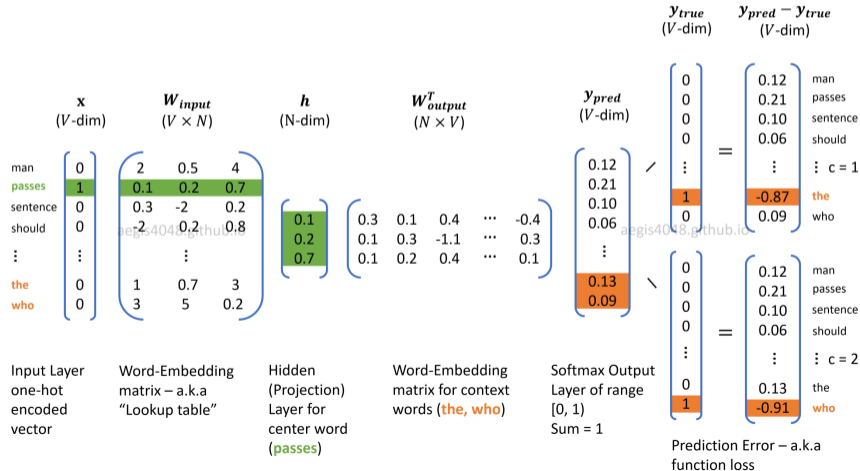 y_true
(V-dim)
y_pred − y_true
(V-dim)
x
(V-dim)
W_input
(V × N)
h
(N-dim)
W^T_output
(N × V)
y_pred
(V-dim)
man 0
passes 1
sentence 0
should 0
⋮ ⋮
the 0
who 0
2 0.5 4
0.1 0.2 0.7
0.3 -2 0.2
-2 0.2 0.8
⋮
1 0.7 3
3 5 0.2
aegis4048.github.io
0.1
0.2
0.7
0.3 0.1 0.4 ⋯ -0.4
0.1 0.3 -1.1 ⋯ 0.3
0.1 0.2 0.4 ⋯ 0.1
0.12
0.21
0.10
0.06
⋮
0.13
0.09
0 = 0.12 man
0 0.21 passes
0 0.10 sentence
0 0.06 should
⋮ ⋮ ⋮ c = 1
1 -0.87 the
0 0.09 who
aegis4048.github.io
0 = 0.12 man
0 0.21 passes
0 0.10 sentence
0 0.06 should
⋮ ⋮ ⋮ c = 2
0 0.13 the
1 -0.91 who
Input Layer
one-hot
encoded
vector
Word-Embedding
matrix – a.k.a
“Lookup table”
Hidden
(Projection)
Layer for
center word
(passes)
Word-Embedding
matrix for context
words (the, who)
Softmax Output
Layer of range
[0, 1)
Sum = 1
Prediction Error – a.k.a
function loss